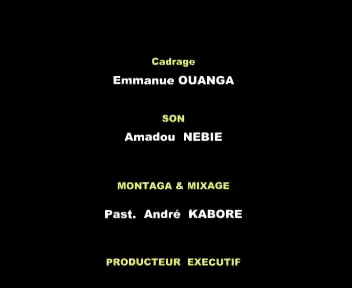 Cadrage
Emmanue OUANGA
SON
Amadou NEBIE
MONTAGA & MIXAGE
Past. André KABORE
PRODUCTEUR EXECUTIF